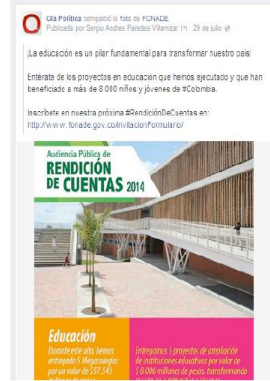 Ola Política compartió la foto de FONADE.
Publicada por Sergio Andres Paredes Villamizar [?] · 29 de julio
¡La educación es un pilar fundamental para transformar nuestro país!
Entérate de los proyectos en educación que hemos ejecutado y que han
beneficiado a más de 8.000 niños y jóvenes de #Colombia.
Inscríbete en nuestra próxima #RendiciónDeCuentas en:
http://www.fonade.gov.co/InvitacionFormulario/
Audiencia Pública de
RENDICIÓN
DE CUENTAS 2014
Educación
Durante este año, hemos
entregado 5 Megacolegios
por un valor de $57.541
Entregamos 5 proyectos de ampliación
de instituciones educativas por valor de
$ 8.006 millones de pesos, transformando